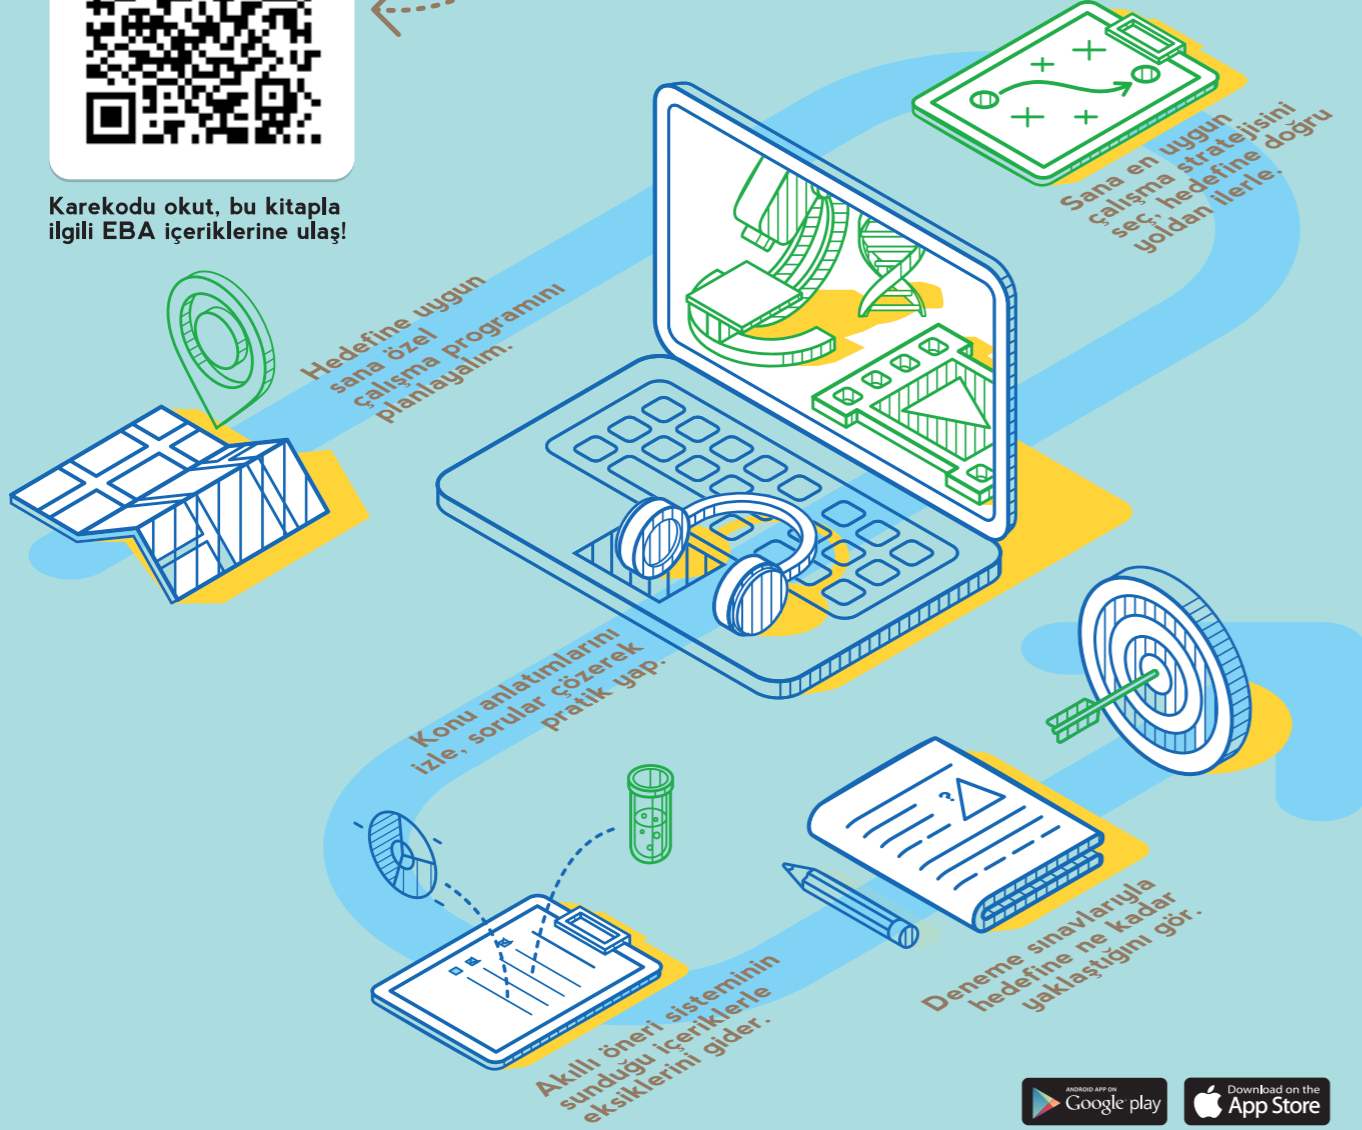 Karekodu okut, bu kitapla
ilgili EBA içeriklerine ulaş!
Hedefine uygun
sana özel
çalışma programını
planlayalım.
Sana en uygun
çalışma stratejisini
seç, hedefine doğru
yoldan ilerle.
Konu anlatımlarını
izle, sorular çözerek
pratik yap.
Akıllı öneri sisteminin
sunduğu içeriklerle
eksiklerini gider.
Deneme sınavlarıyla
hedefine ne kadar
yaklaştığını gör.
?
ANDROID APP ON
Google play
Download on the
App Store